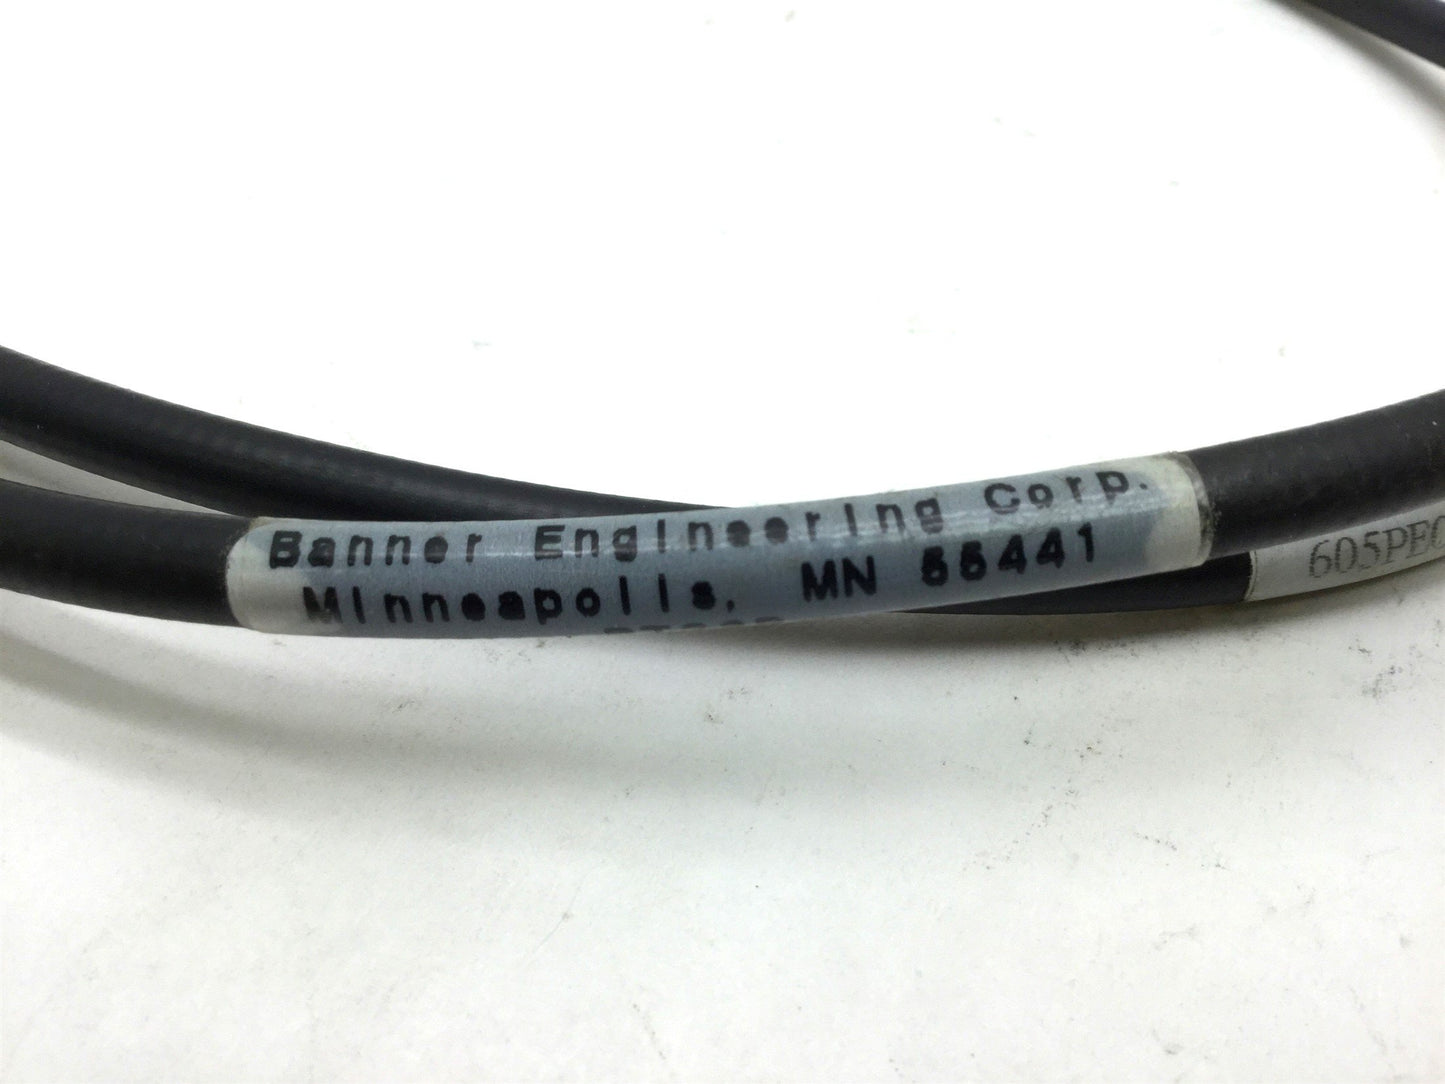 Banner Engineering Corp.
Minneapolis, MN 55441
605PEC